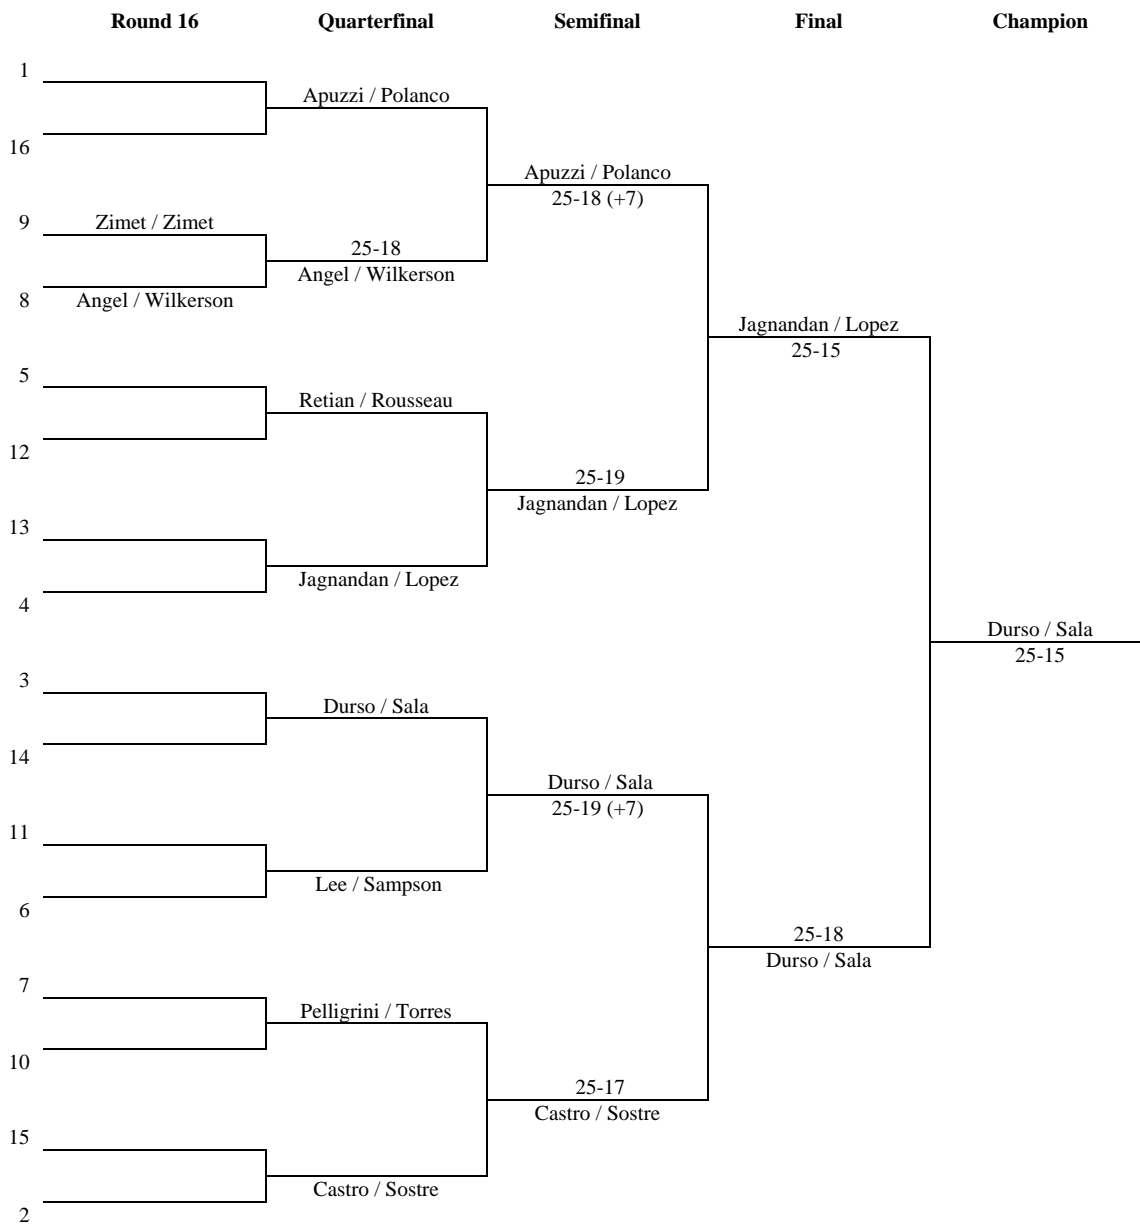 Round 16 Quarterfinal Semifinal Final Champion
1
Apuzzi / Polanco
16
Apuzzi / Polanco
25-18 (+7)
9
Zimet / Zimet
25-18
Angel / Wilkerson
8
Angel / Wilkerson
Jagnandan / Lopez
25-15
5
Retian / Rousseau
12
25-19
Jagnandan / Lopez
13
Jagnandan / Lopez
4
Durso / Sala
25-15
3
Durso / Sala
14
Durso / Sala
25-19 (+7)
11
Lee / Sampson
6
25-18
Durso / Sala
7
Pelligrini / Torres
10
25-17
Castro / Sostre
15
Castro / Sostre
2